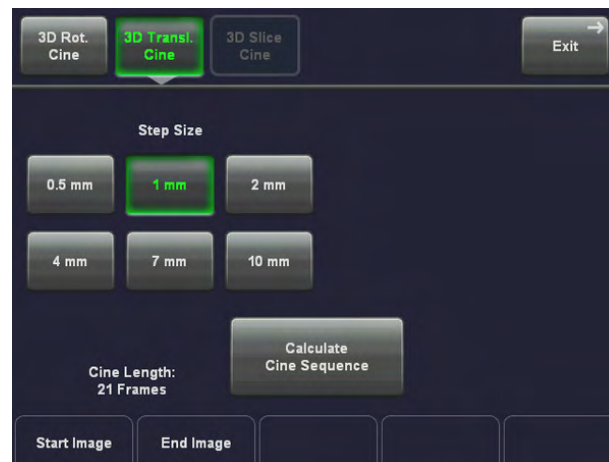 3D Rot.
Cine
3D Transl.
Cine
3D Slice
Cine
Exit
Step Size
0.5 mm
1 mm
2 mm
4 mm
7 mm
10 mm
Calculate
Cine Sequence
Cine Length:
21 Frames
Start Image
End Image